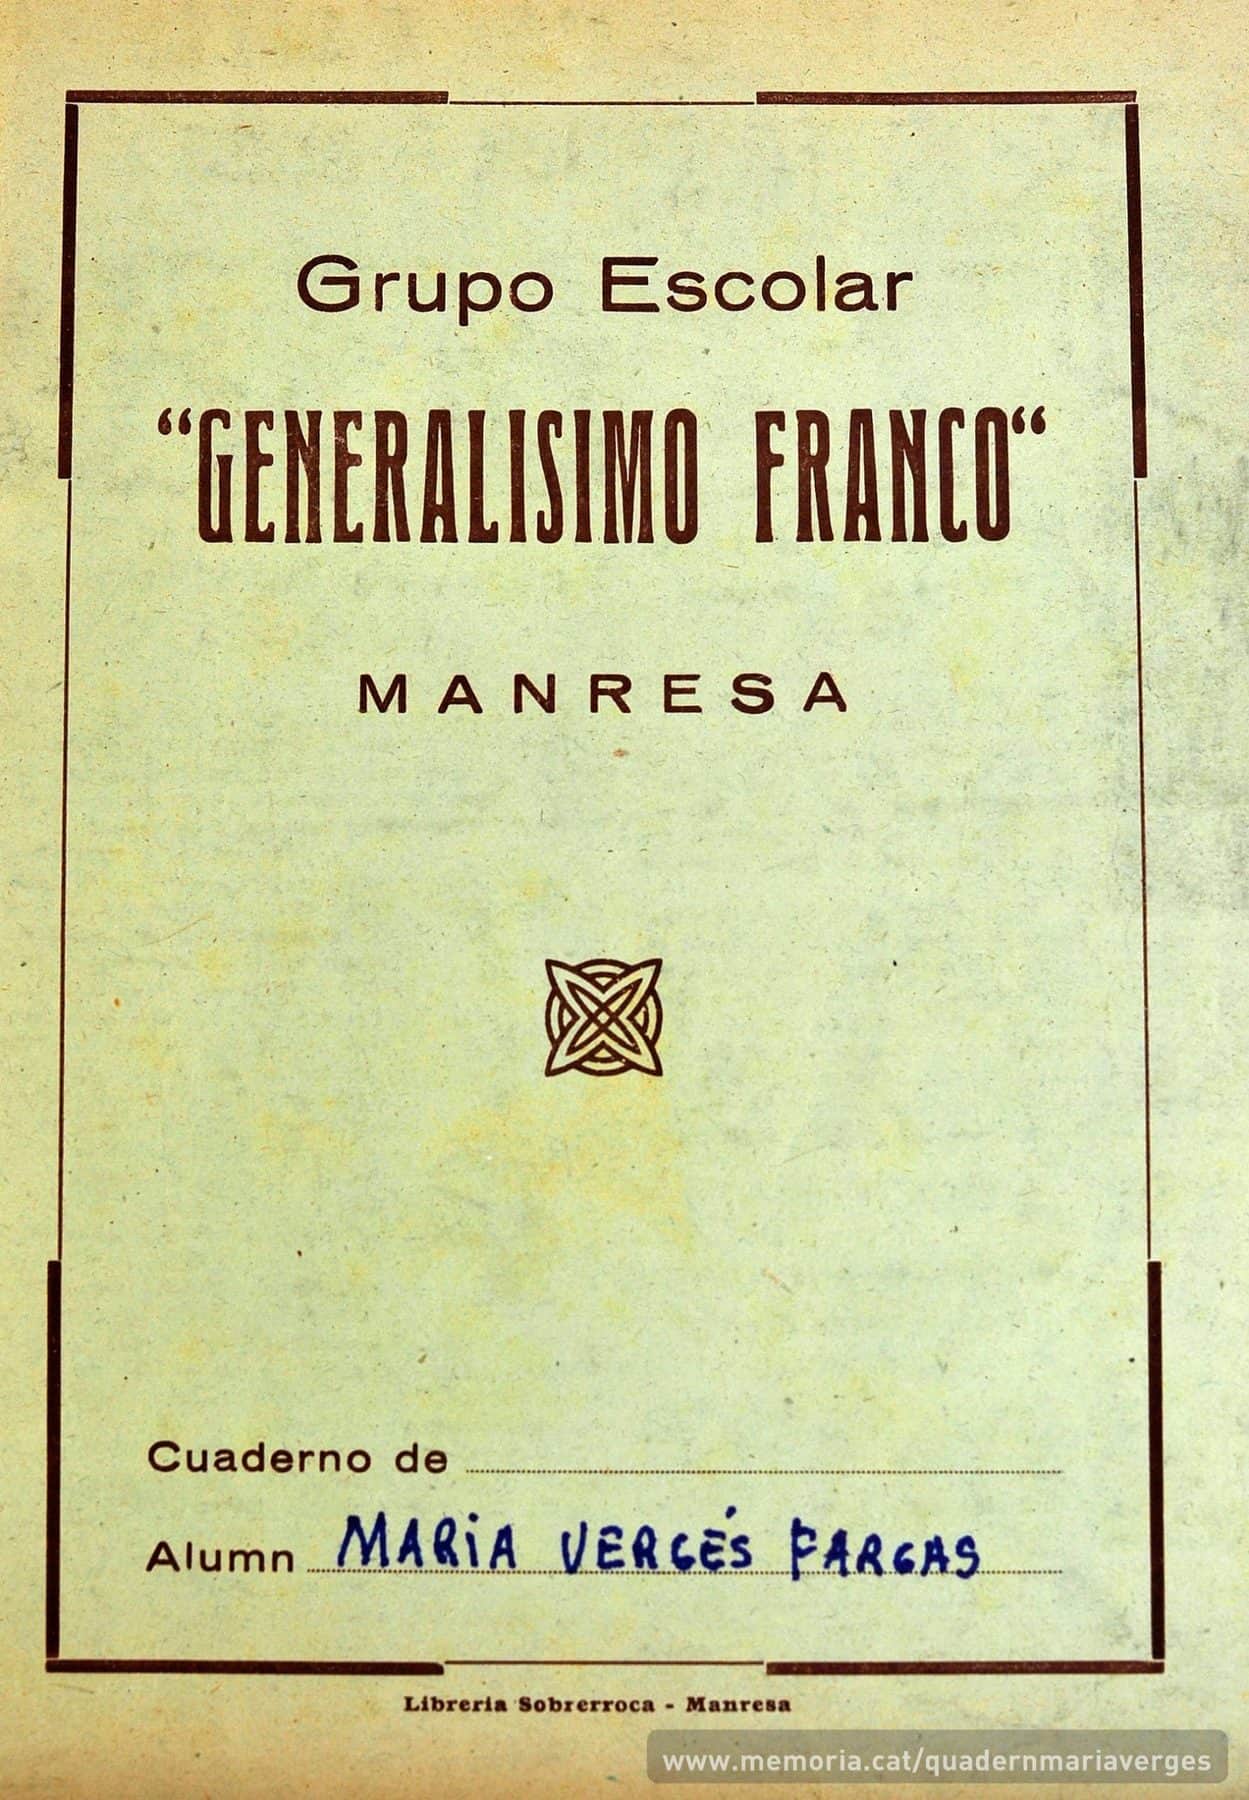 Grupo Escolar
“GENERALISIMO FRANCO“
MANRESA
Cuaderno de
Alumn MARiA VERGÉS FARGAS
Libreria Sobrerroca - Manresa
www.memoria.cat/quadernmariaverges